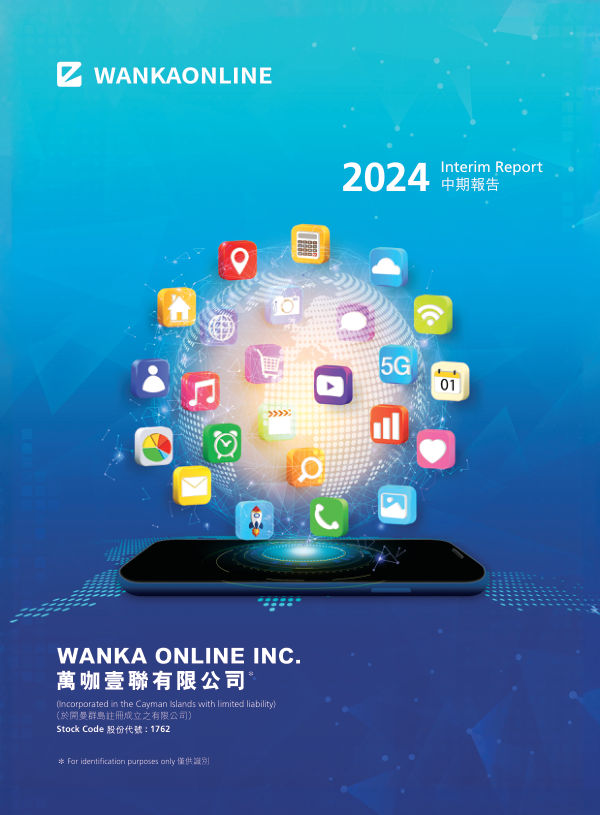 WANKAONLINE
2024 Interim Report
中期報告
5G
01
WANKA ONLINE INC.
萬咖壹聯有限公司*
(Incorporated in the Cayman Islands with limited liability)
(於開曼群島註冊成立之有限公司)
Stock Code 股份代號 : 1762
* For identification purposes only 僅供識別